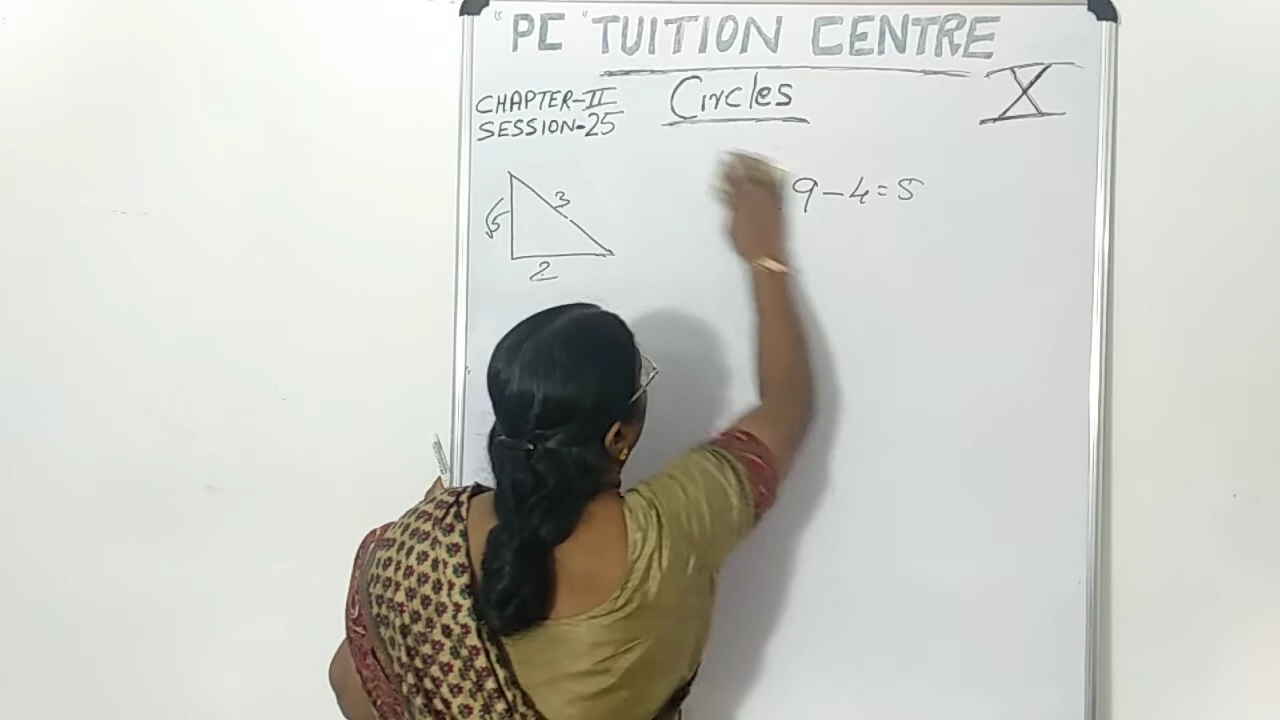 "PC" TUITION CENTRE
CHAPTER-II
SESSION-25
Circles
X
3
√5
2
9-4=5